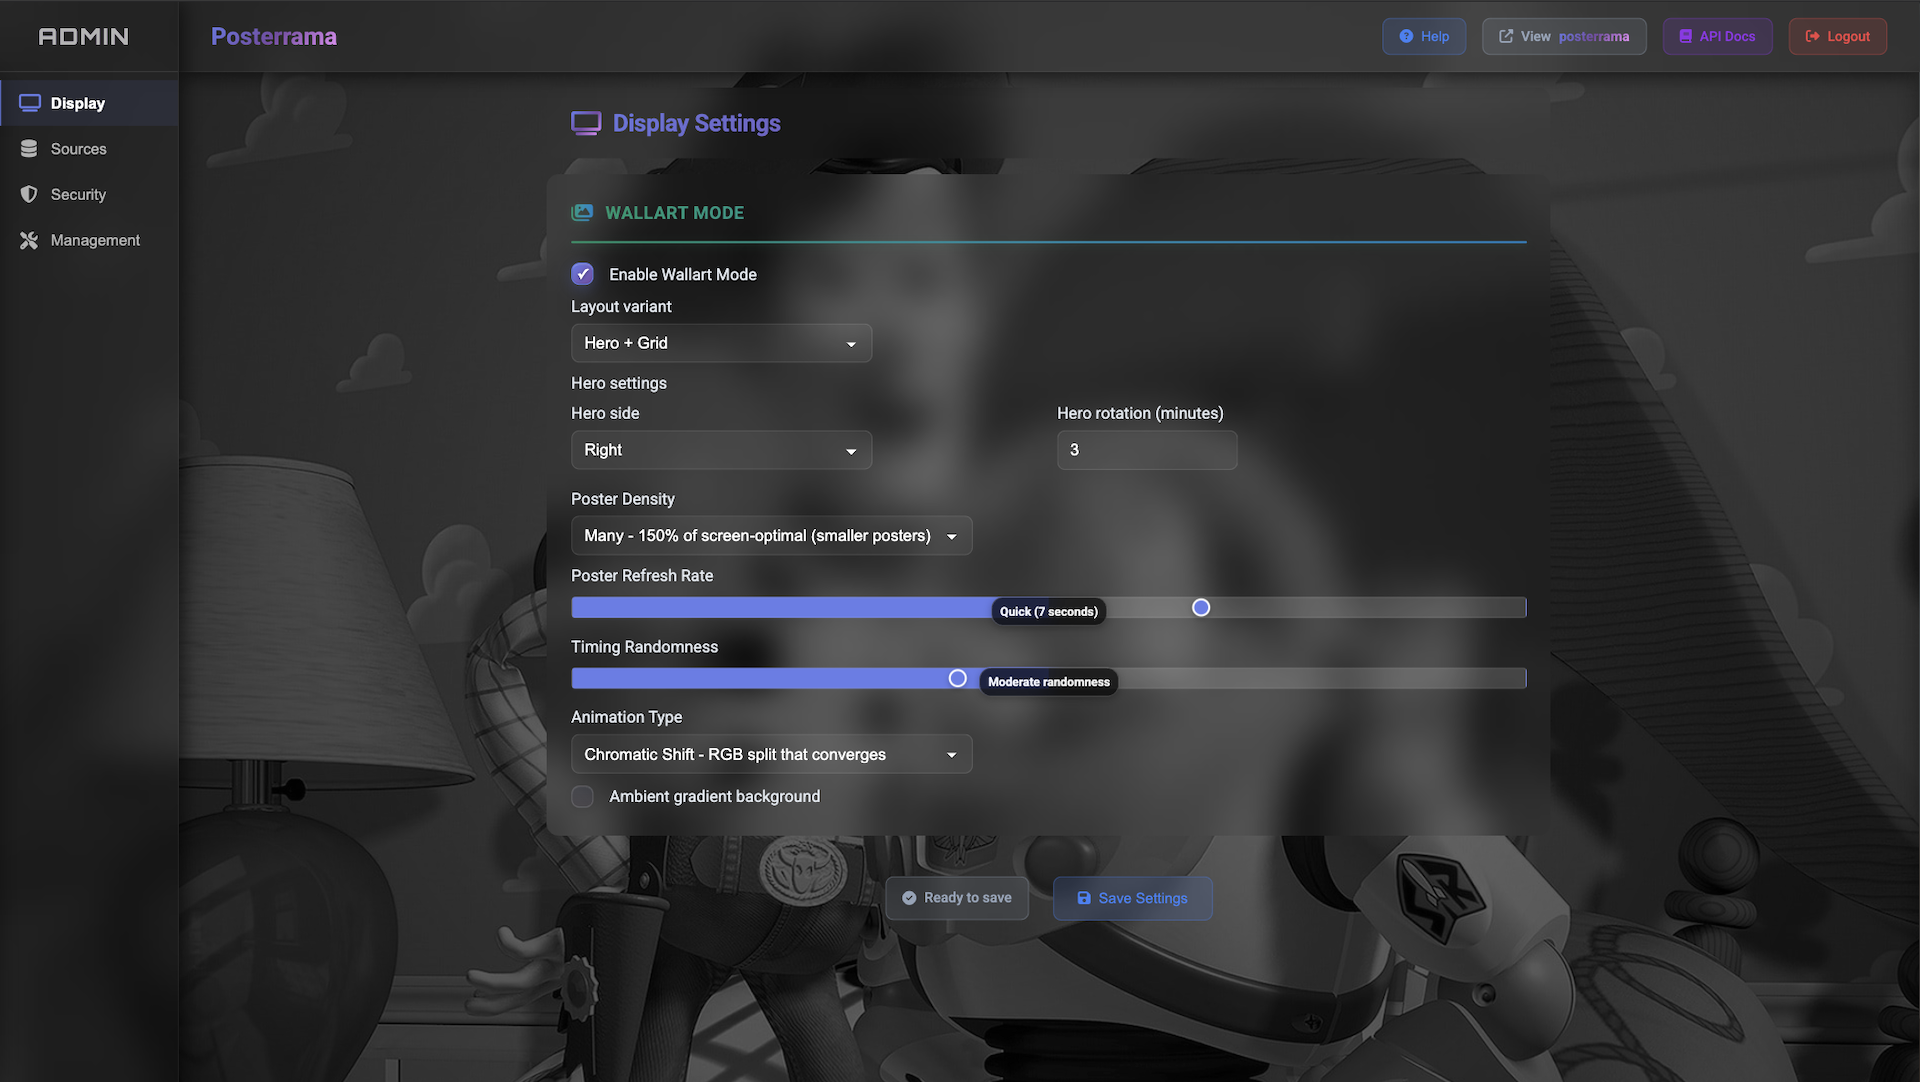 ADMIN
Posterrama
Help
View posterrama
API Docs
Logout
Display
Sources
Security
Management
Display Settings
WALLART MODE
Enable Wallart Mode
Layout variant
Hero + Grid
Hero settings
Hero side
Hero rotation (minutes)
Right
3
Poster Density
Many - 150% of screen-optimal (smaller posters)
Poster Refresh Rate
Quick (7 seconds)
Timing Randomness
Moderate randomness
Animation Type
Chromatic Shift - RGB split that converges
Ambient gradient background
Ready to save
Save Settings